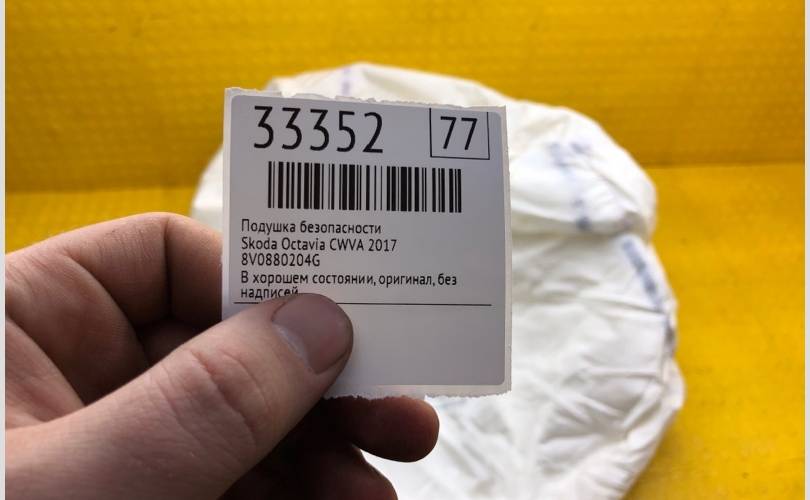 33352
77
Подушка безопасности
Skoda Octavia CWVA 2017
8V0880204G
В хорошем состоянии, оригинал, без
надписей